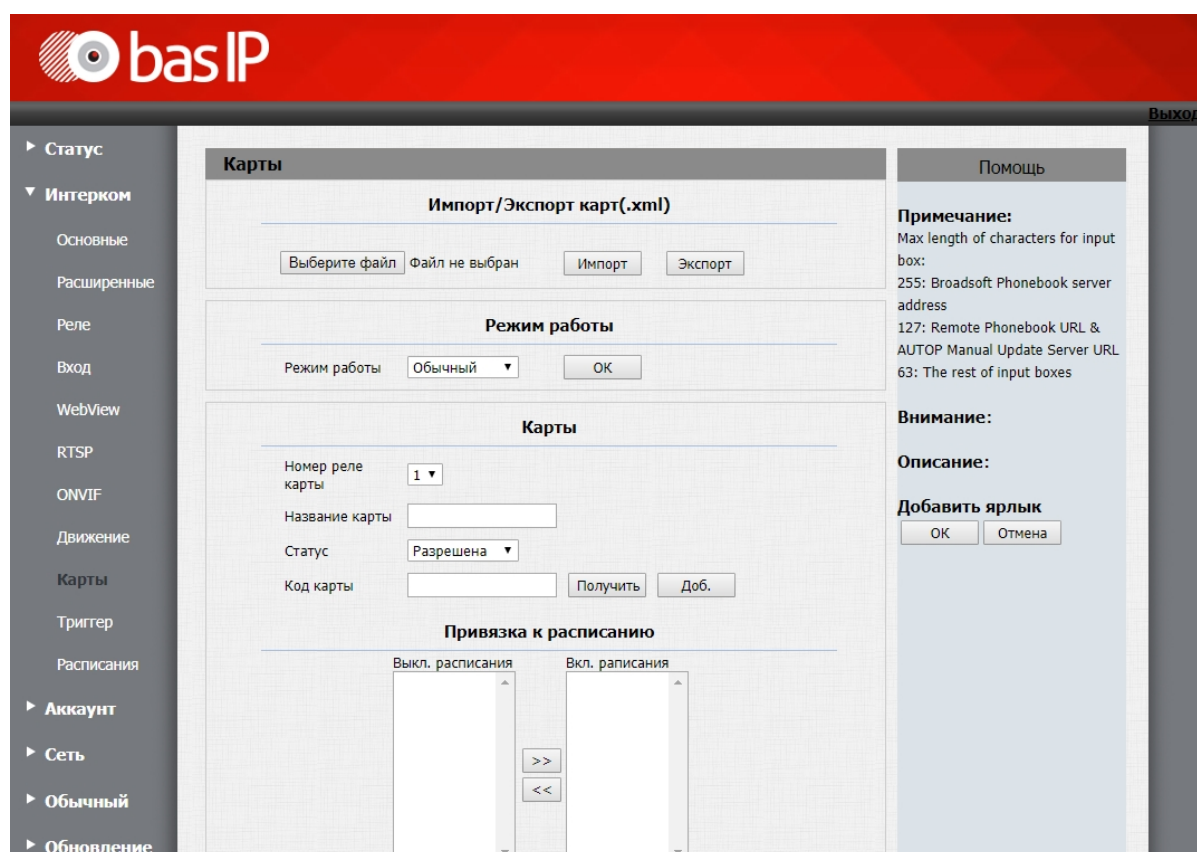 bas IP
Выход
Статус
Интерком
Основные
Расширенные
Реле
Вход
WebView
RTSP
ONVIF
Движение
Карты
Триггер
Расписания
Аккаунт
Сеть
Обычный
Обновление
Карты
Импорт/Экспорт карт(.xml)
Выберите файл Файл не выбран Импорт Экспорт
Режим работы
Режим работы Обычный OK
Карты
Номер реле
карты
1
Название карты
Статус Разрешена
Код карты Получить Доб.
Привязка к расписанию
Выкл. расписания Вкл. раписания
>>
<<
Помощь
Примечание:
Max length of characters for input
box:
255: Broadsoft Phonebook server
address
127: Remote Phonebook URL &
AUTOP Manual Update Server URL
63: The rest of input boxes
Внимание:
Описание:
Добавить ярлык
OK Отмена